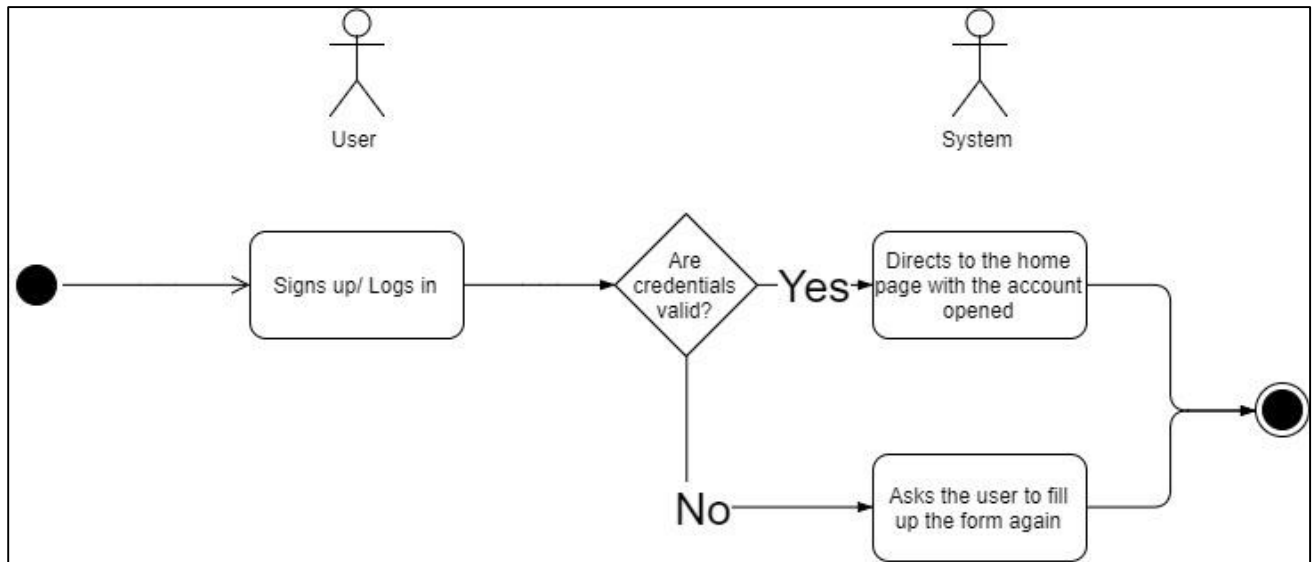 User
System
Signs up/ Logs in
Are
credentials
valid?
Yes
Directs to the home
page with the account
opened
No
Asks the user to fill
up the form again